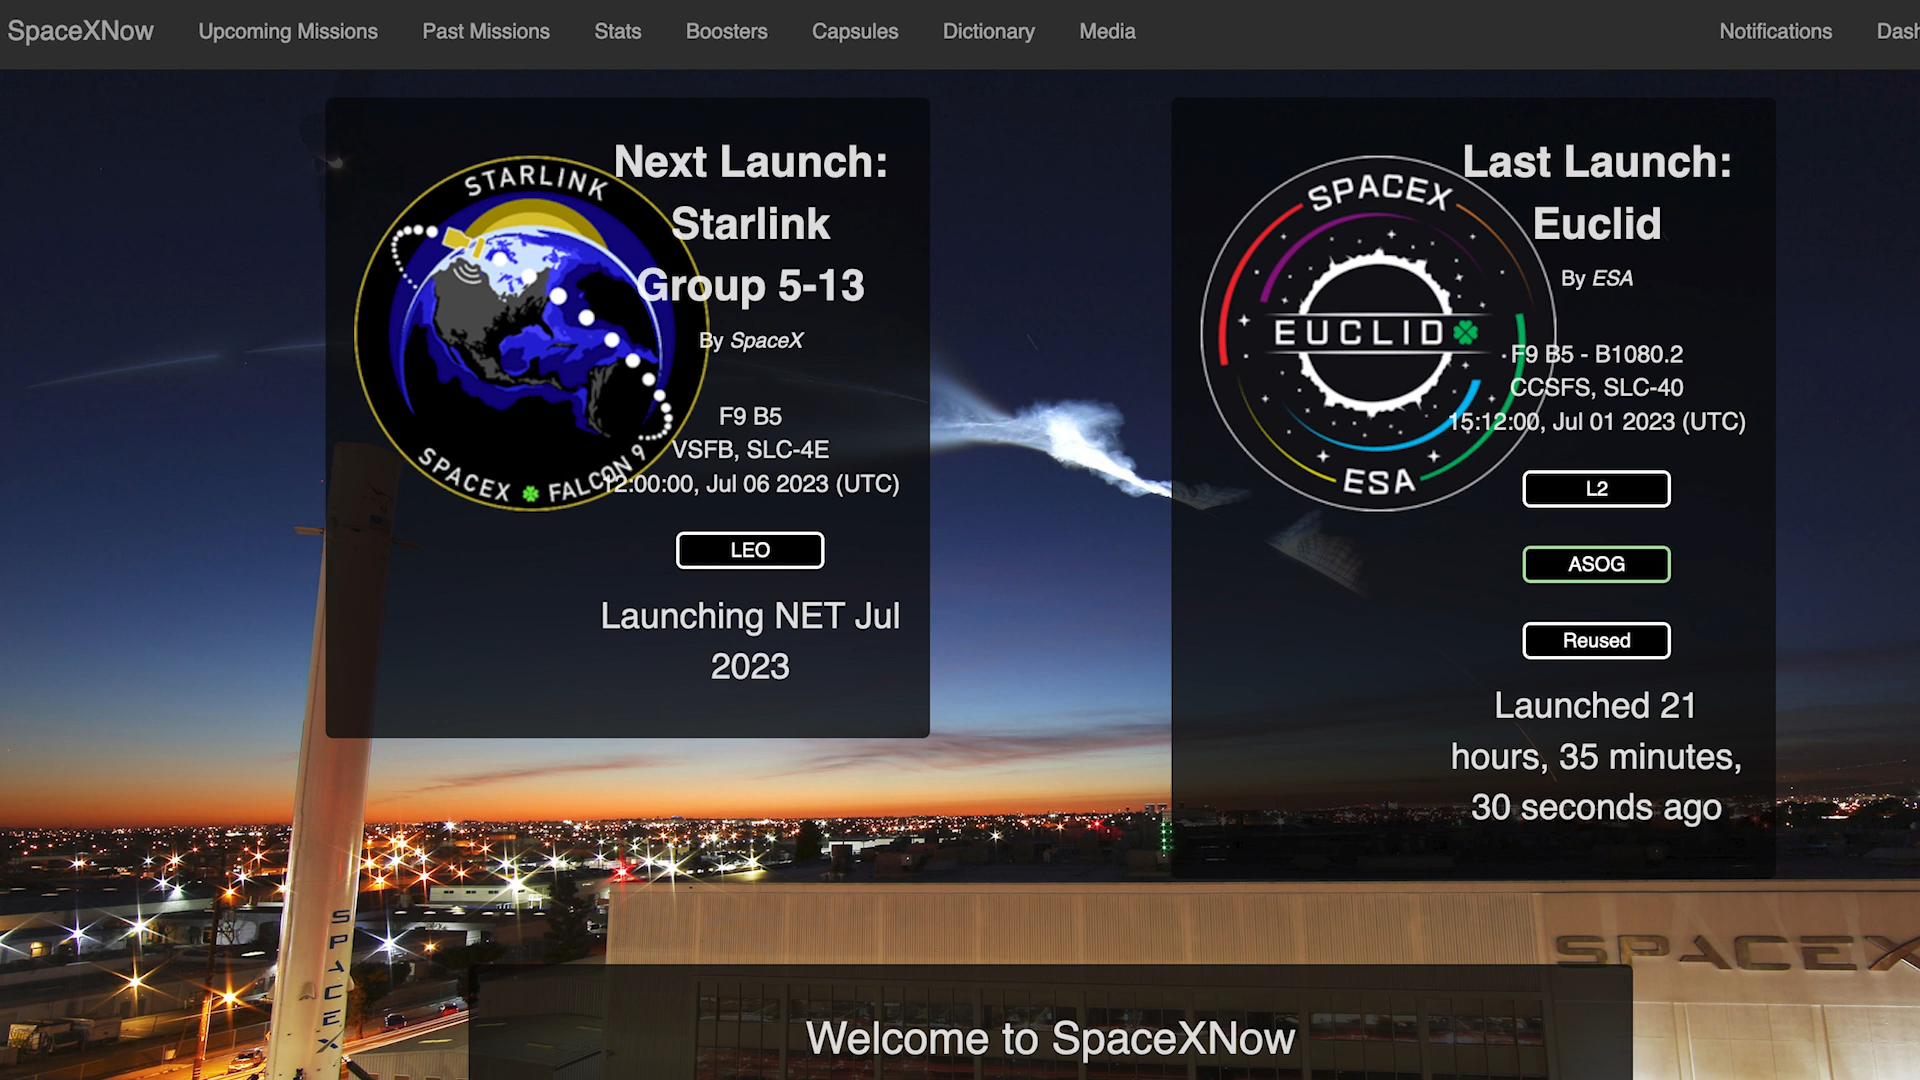 SpaceXNow Upcoming Missions Past Missions Stats Boosters Capsules Dictionary Media Notifications Dash
STARLINK
SPACEX FALCON 9
Next Launch:
Starlink
Group 5-13
By SpaceX
F9 B5
VSFB, SLC-4E
12:00:00, Jul 06 2023 (UTC)
LEO
Launching NET Jul
2023
SPACEX
EUCLID
ESA
Last Launch:
Euclid
By ESA
F9 B5 - B1080.2
CCSFS, SLC-40
15:12:00, Jul 01 2023 (UTC)
L2
ASOG
Reused
Launched 21
hours, 35 minutes,
30 seconds ago
SPACEX
SPACEX
Welcome to SpaceXNow